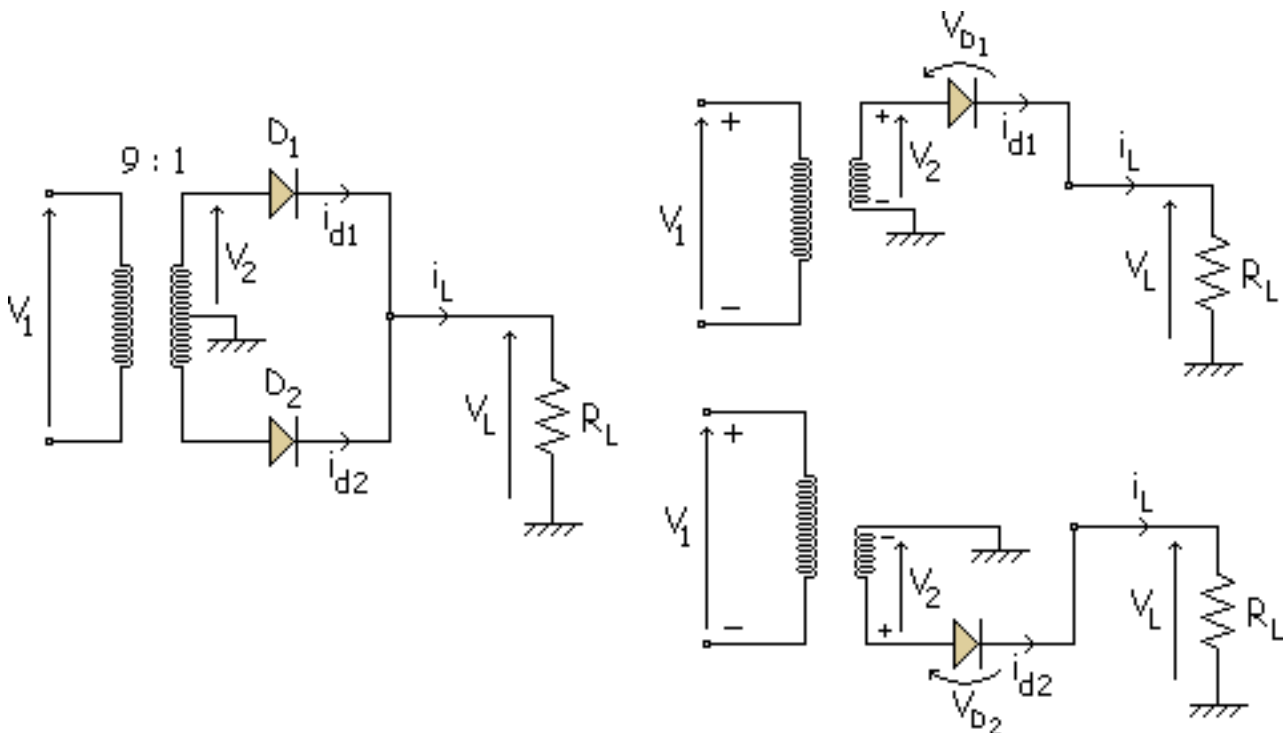 9 : 1
D1
id1
V1
V2
iL
D2
id2
VL
RL
VD1
+
+
id1
V2
iL
V1
−
−
VL
RL
+
−
iL
V1
V2
VL
RL
−
+
id2
VD2